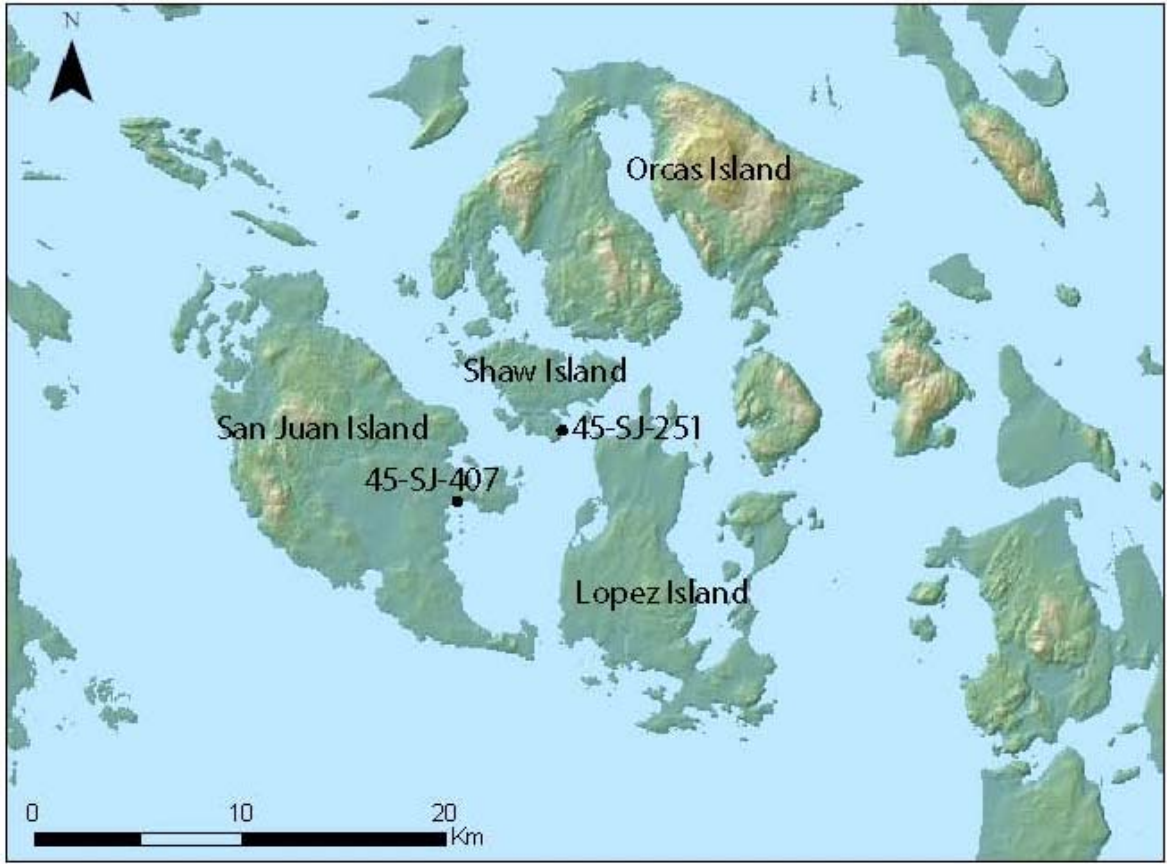 N
Orcas Island
Shaw Island
San Juan Island
45-SJ-251
45-SJ-407
Lopez Island
0 10 20
Km